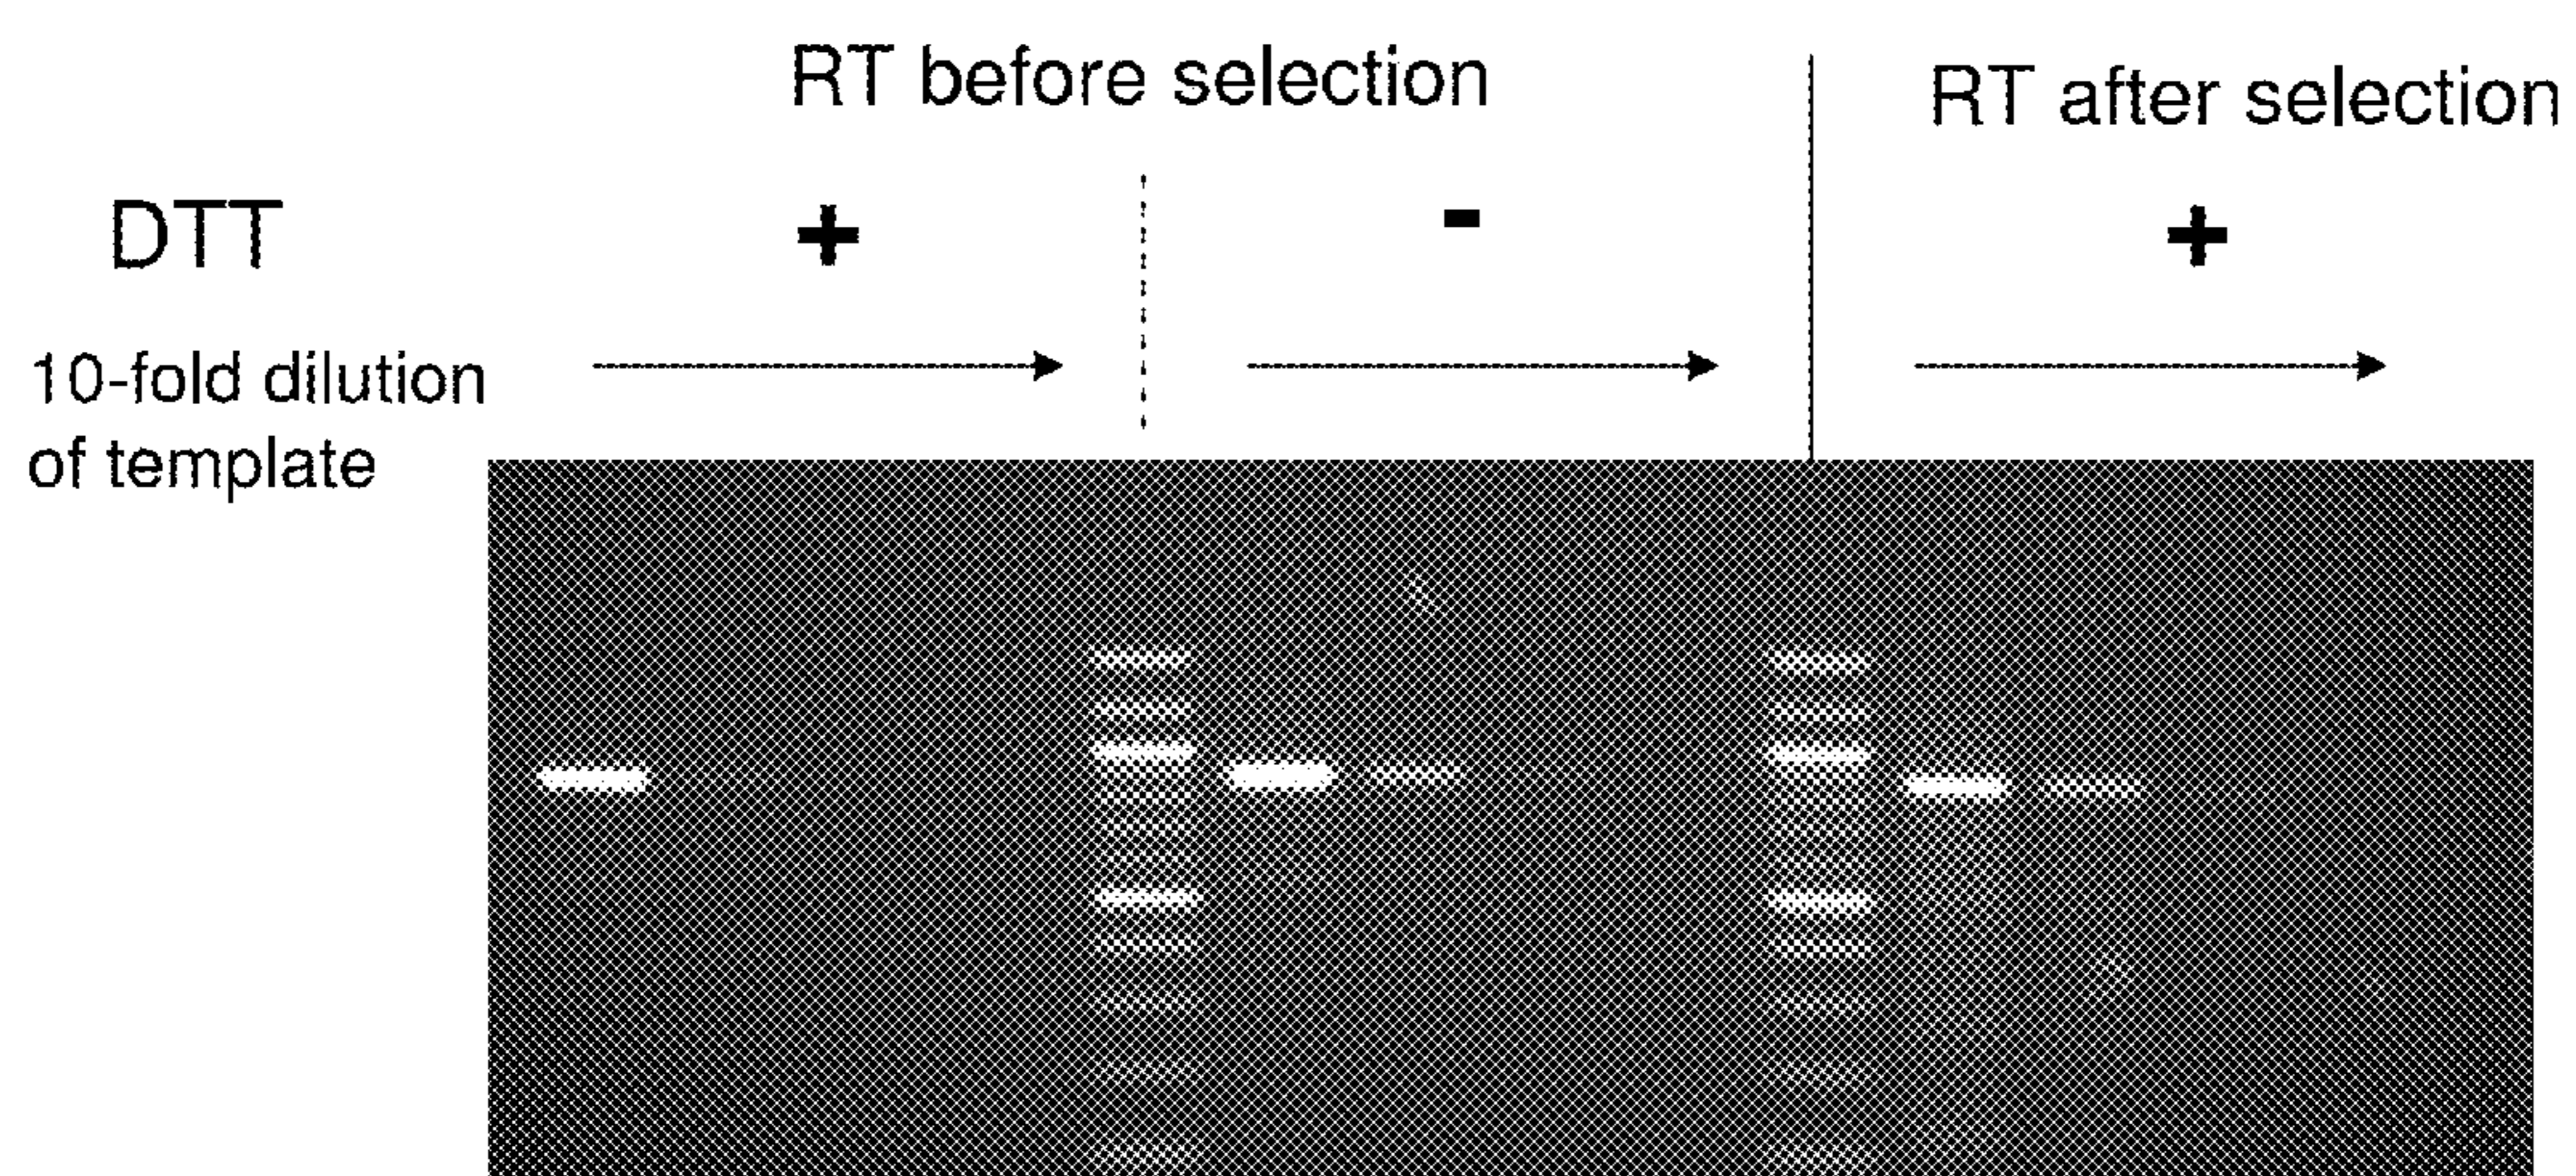 RT before selection
RT after selection
DTT + - +
10-fold dilution
of template